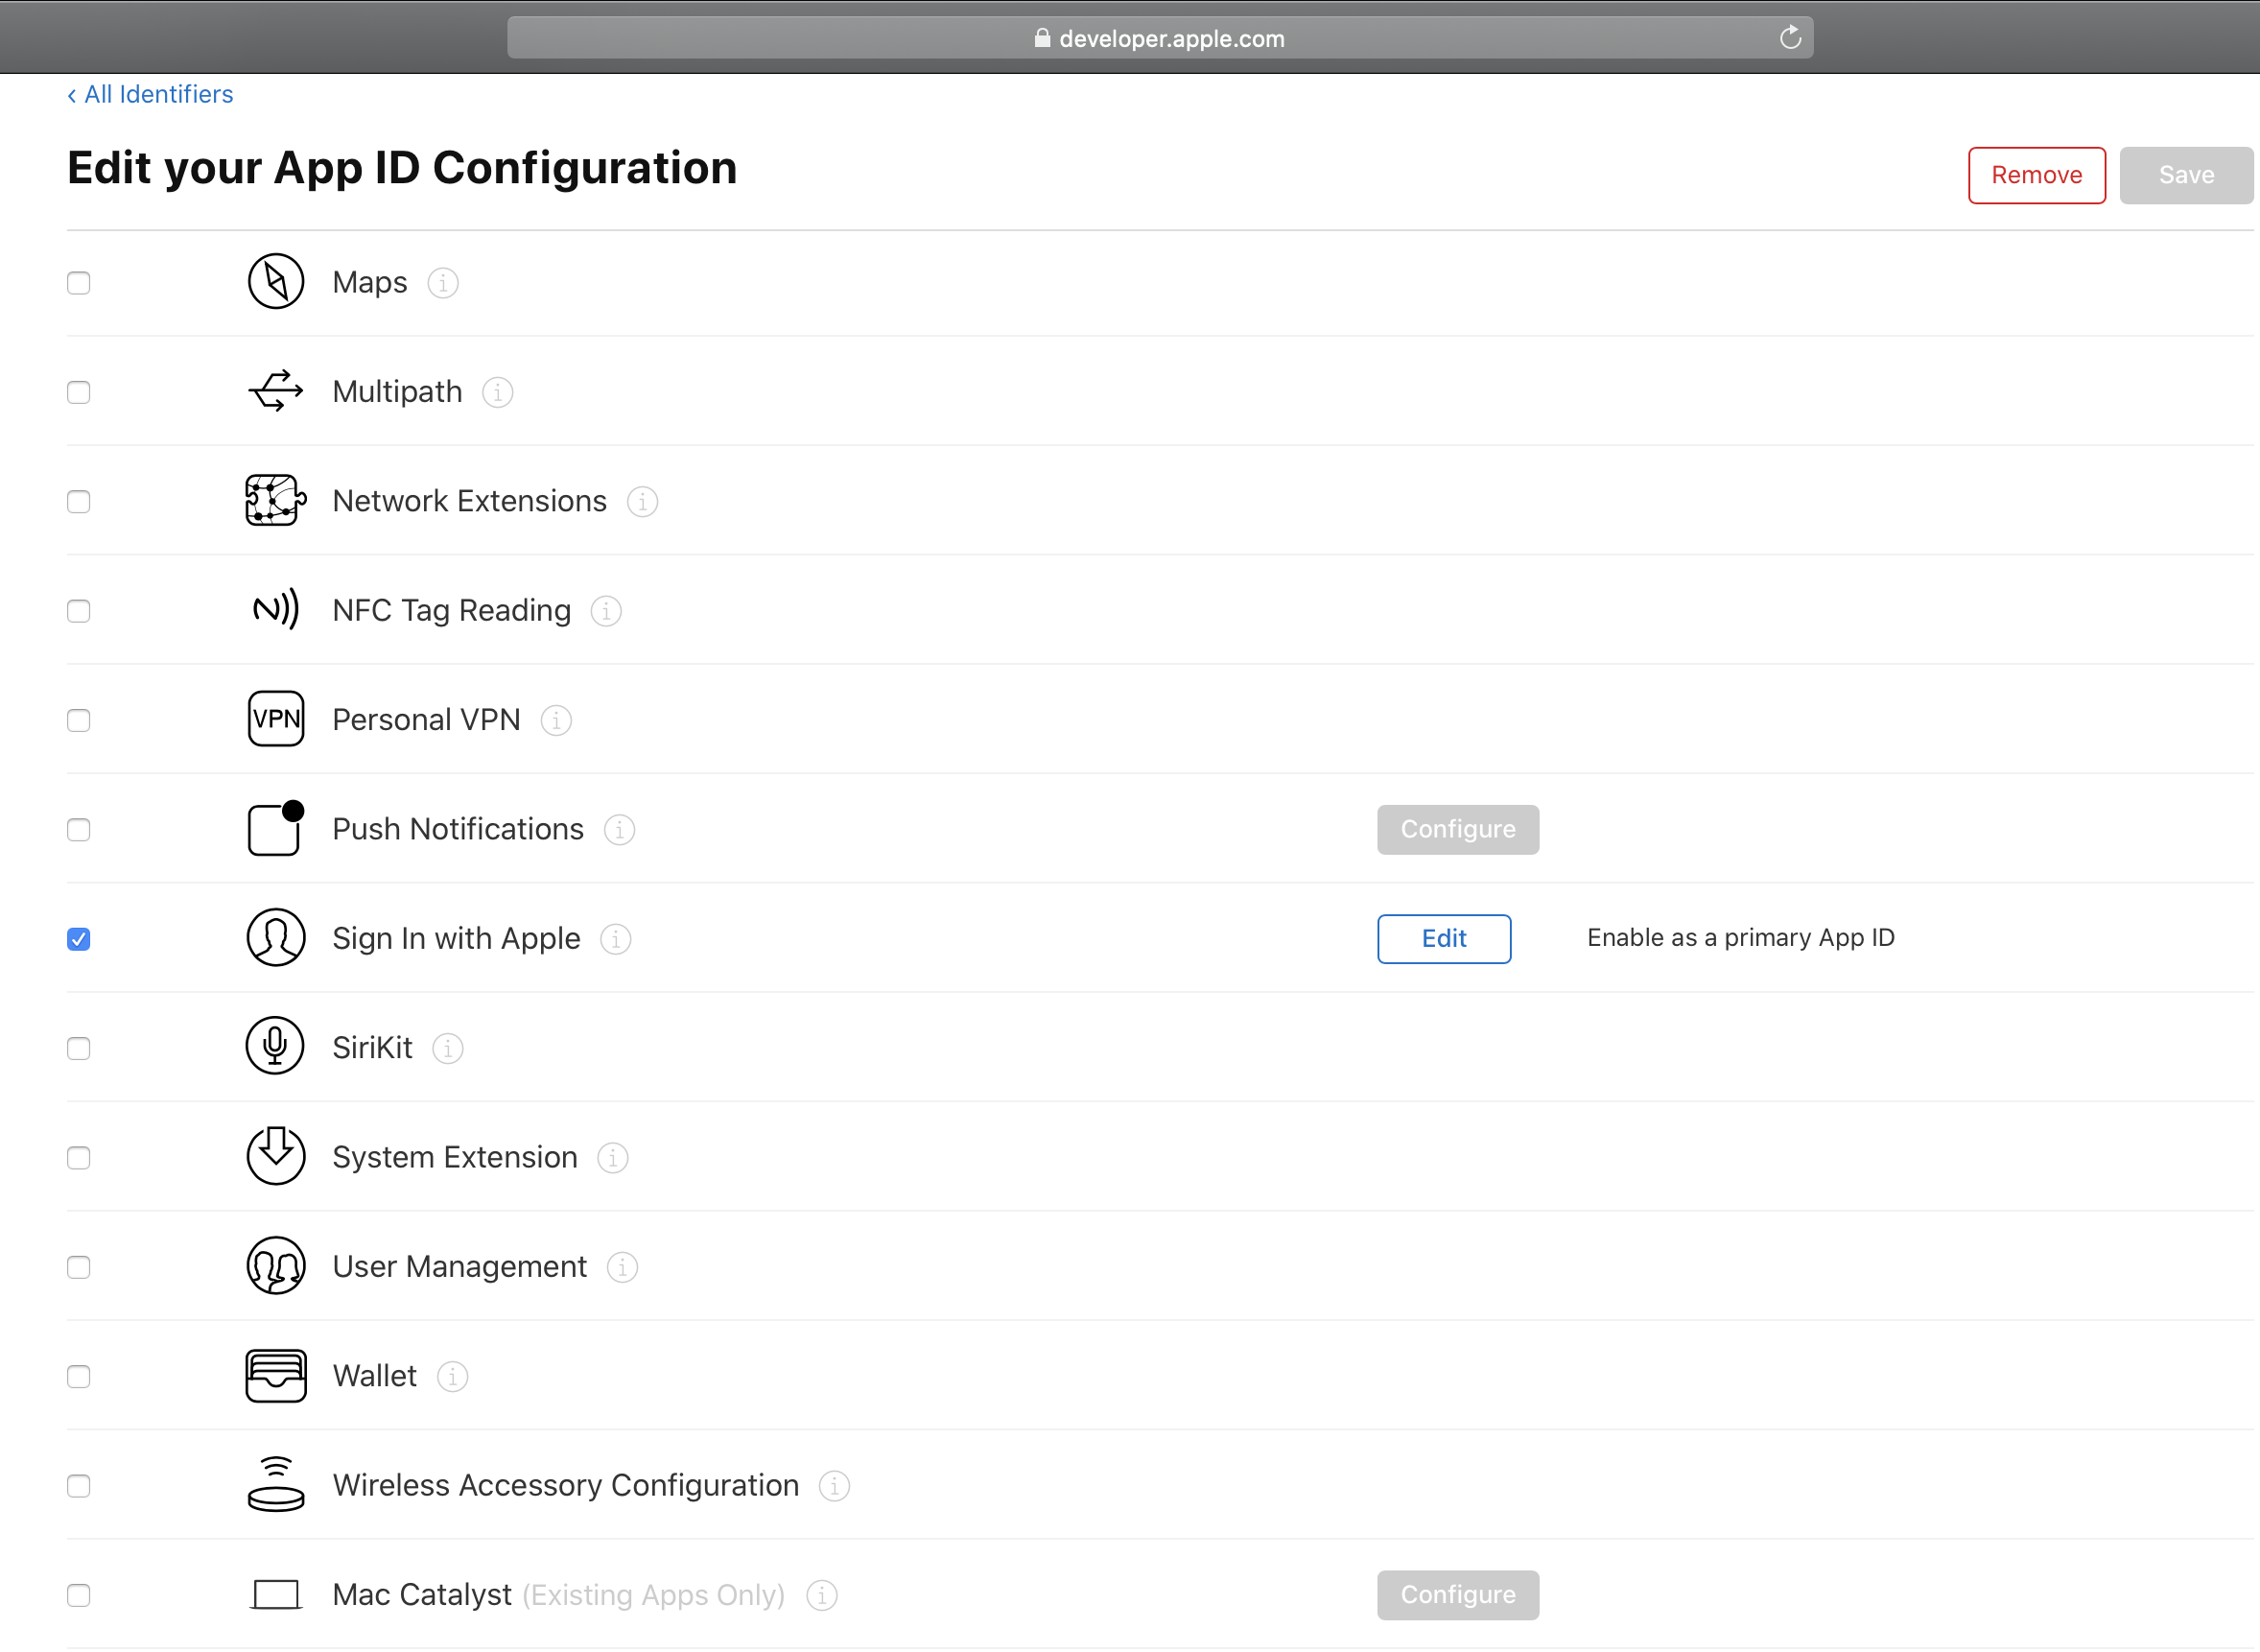 developer.apple.com
‹ All Identifiers
Edit your App ID Configuration
Remove
Save
Maps
Multipath
Network Extensions
NFC Tag Reading
VPN
Personal VPN
Push Notifications
Configure
Sign In with Apple
Edit
Enable as a primary App ID
SiriKit
System Extension
User Management
Wallet
Wireless Accessory Configuration
Mac Catalyst (Existing Apps Only)
Configure